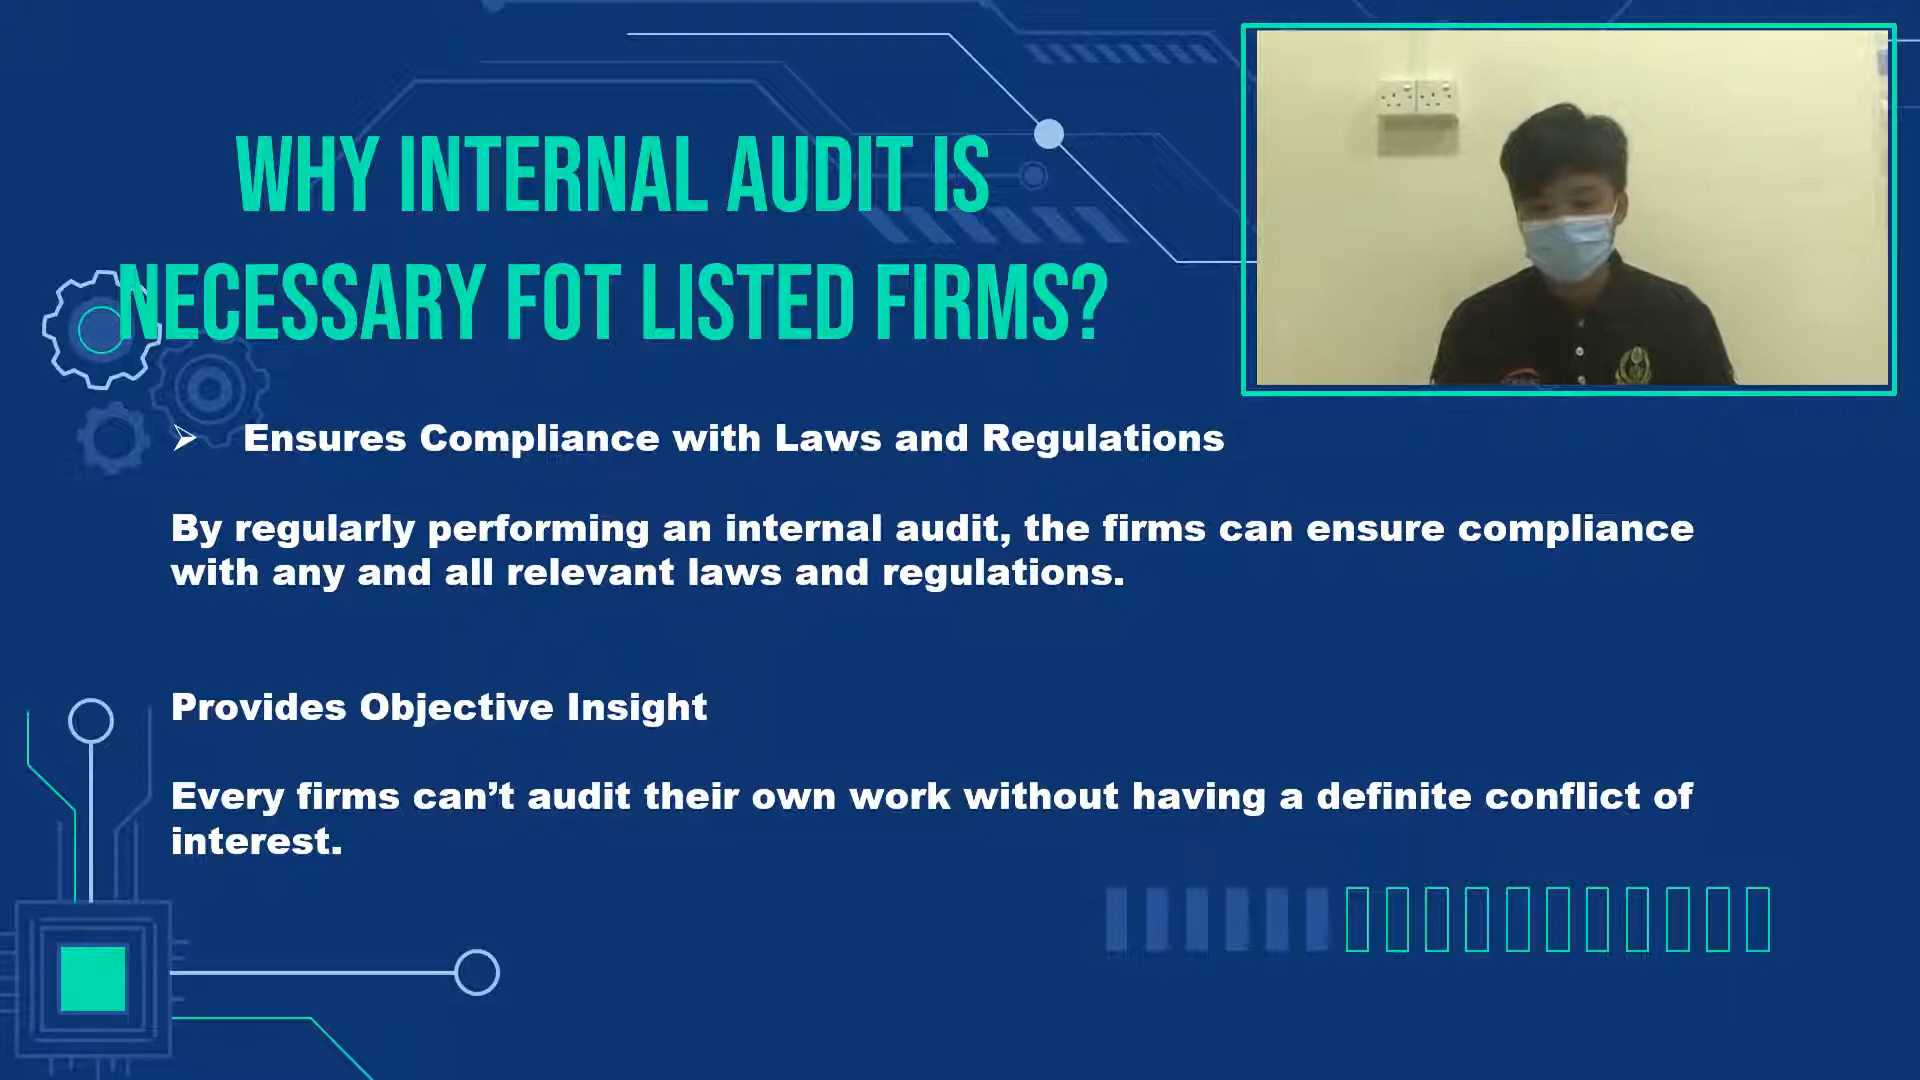 WHY INTERNAL AUDIT IS
NECESSARY FOT LISTED FIRMS?
➢ Ensures Compliance with Laws and Regulations
By regularly performing an internal audit, the firms can ensure compliance
with any and all relevant laws and regulations.
Provides Objective Insight
Every firms can’t audit their own work without having a definite conflict of
interest.